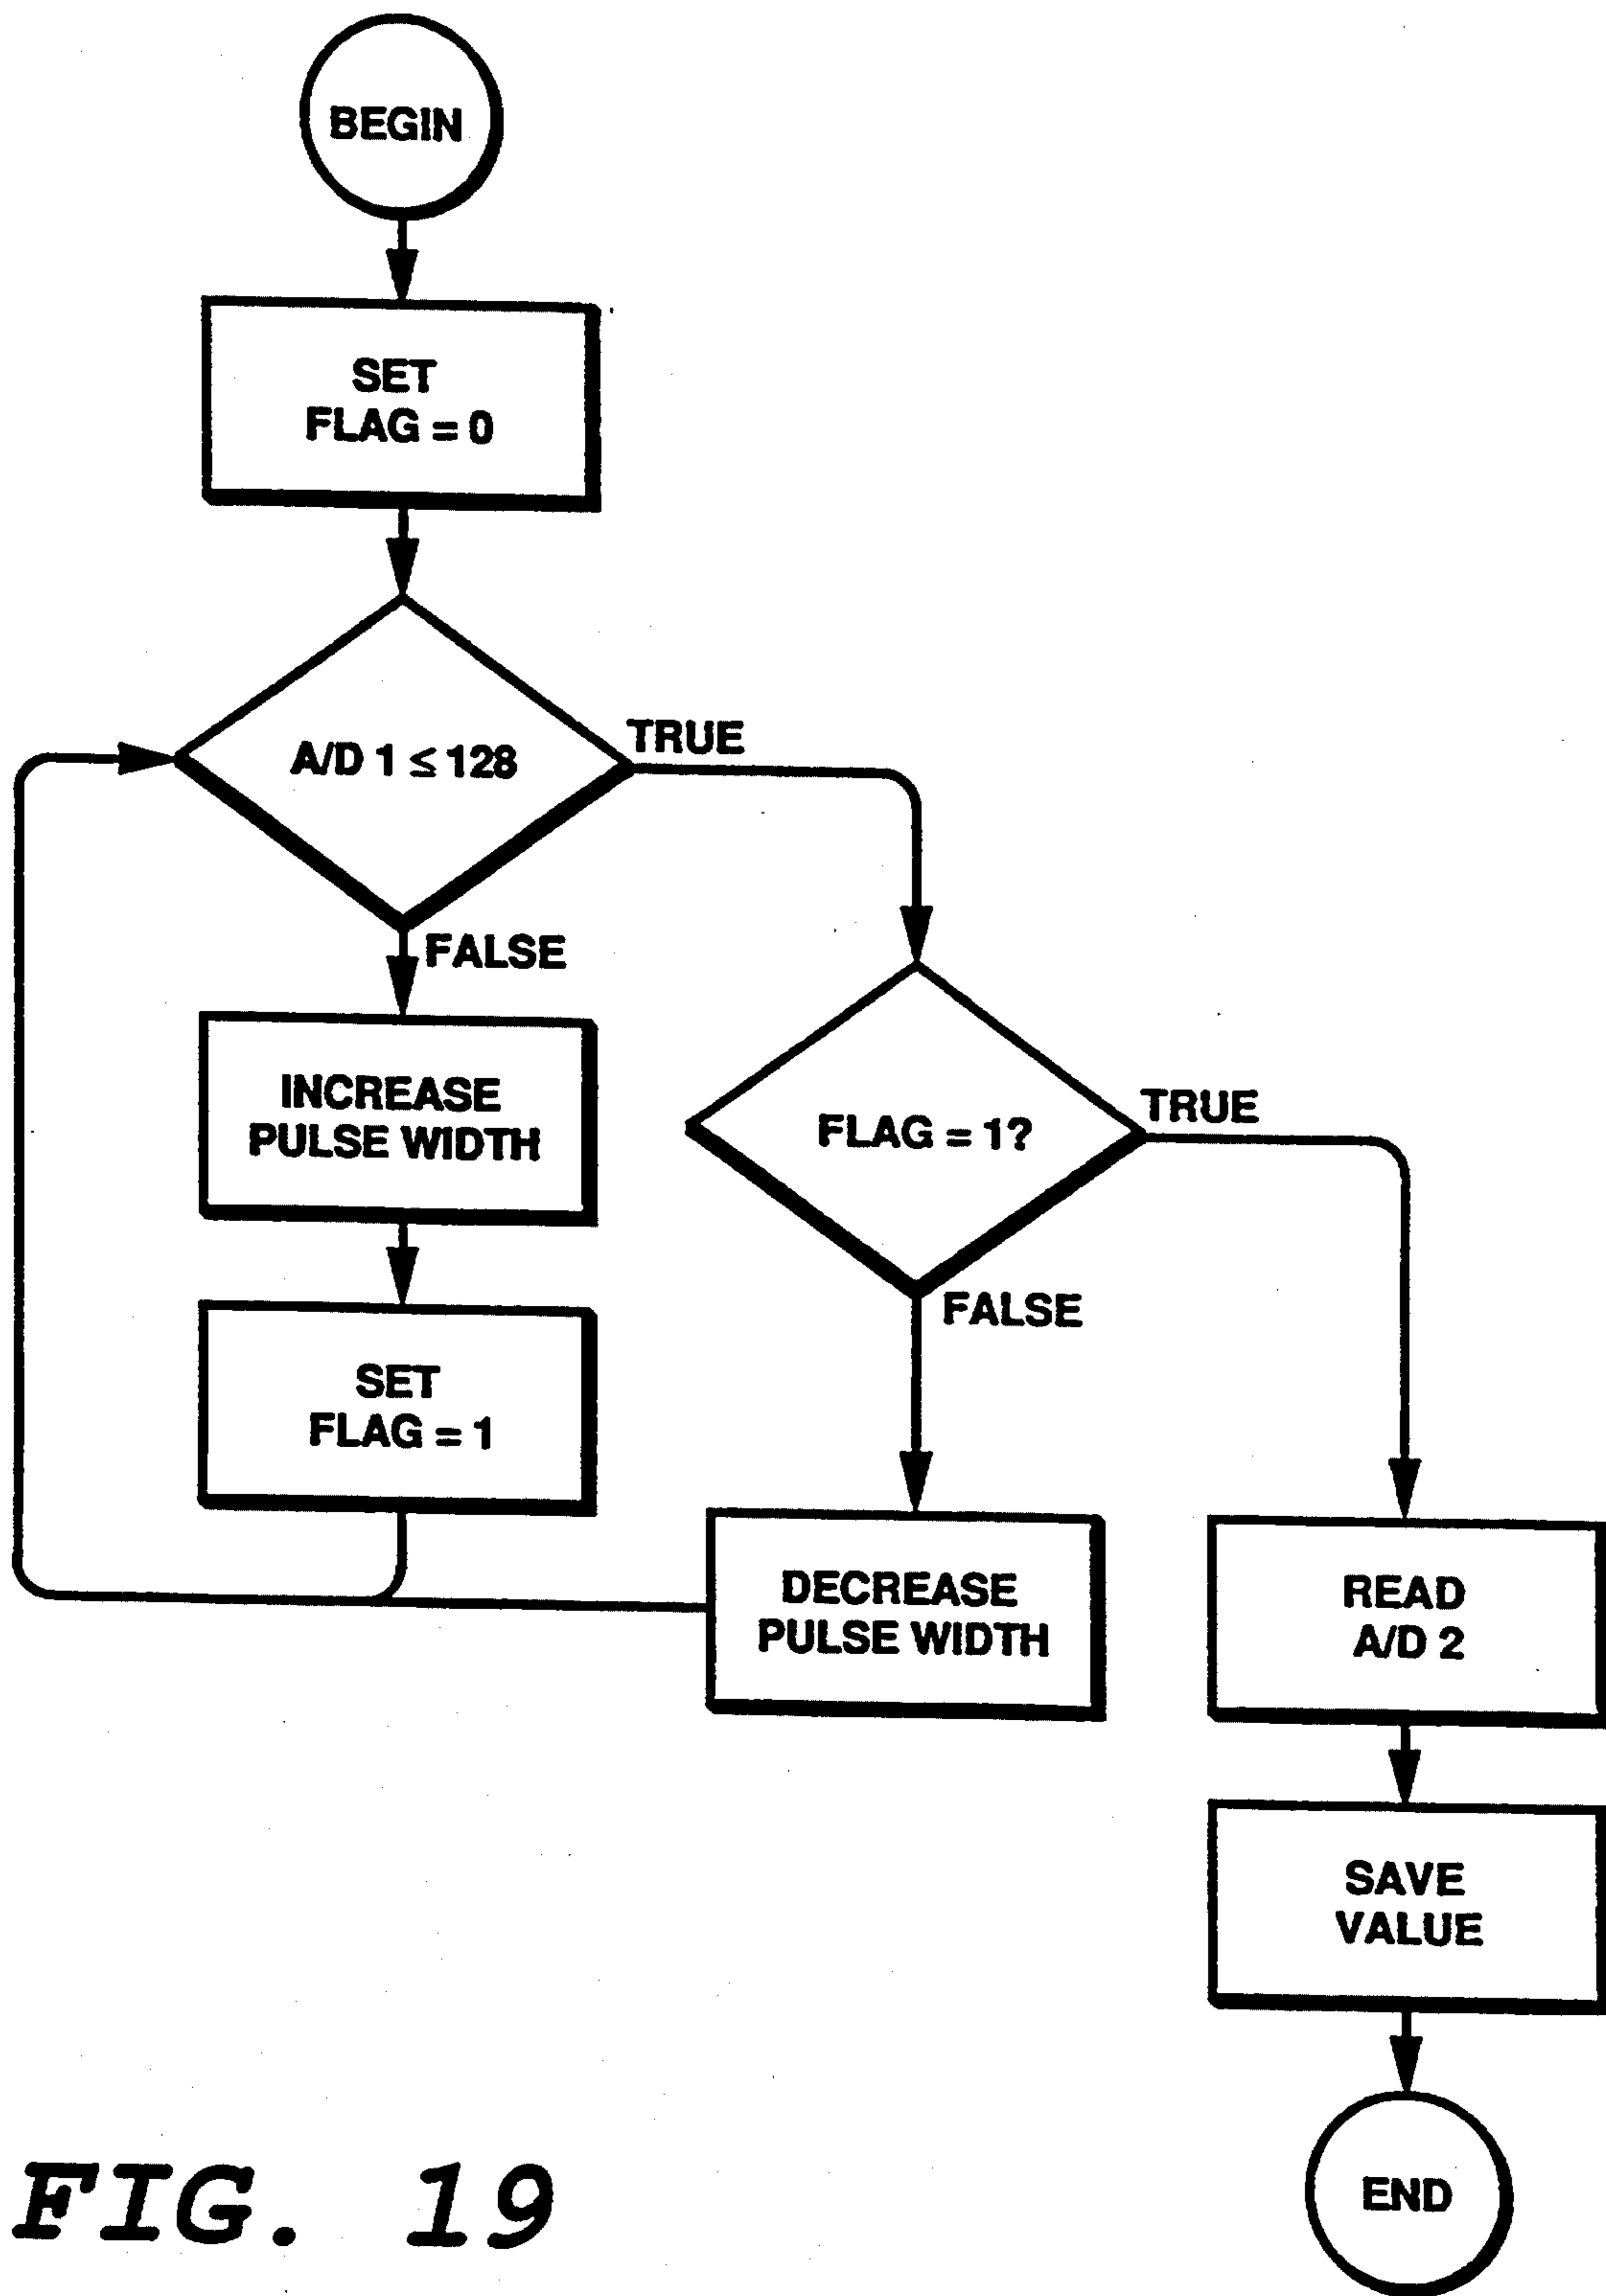 BEGIN
SET
FLAG = 0
A/D 1 ≤ 128
TRUE
FALSE
INCREASE
PULSE WIDTH
SET
FLAG = 1
FLAG = 1?
TRUE
FALSE
DECREASE
PULSE WIDTH
READ
A/D 2
SAVE
VALUE
END
FIG. 19